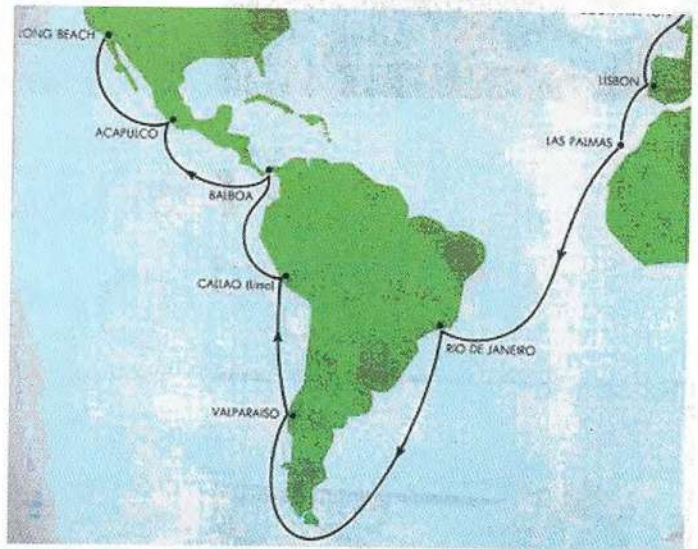 LONG BEACH
LISBON
ACAPULCO
LAS PALMAS
BALBOA
CALLAO (Lima)
RIO DE JANEIRO
VALPARAISO